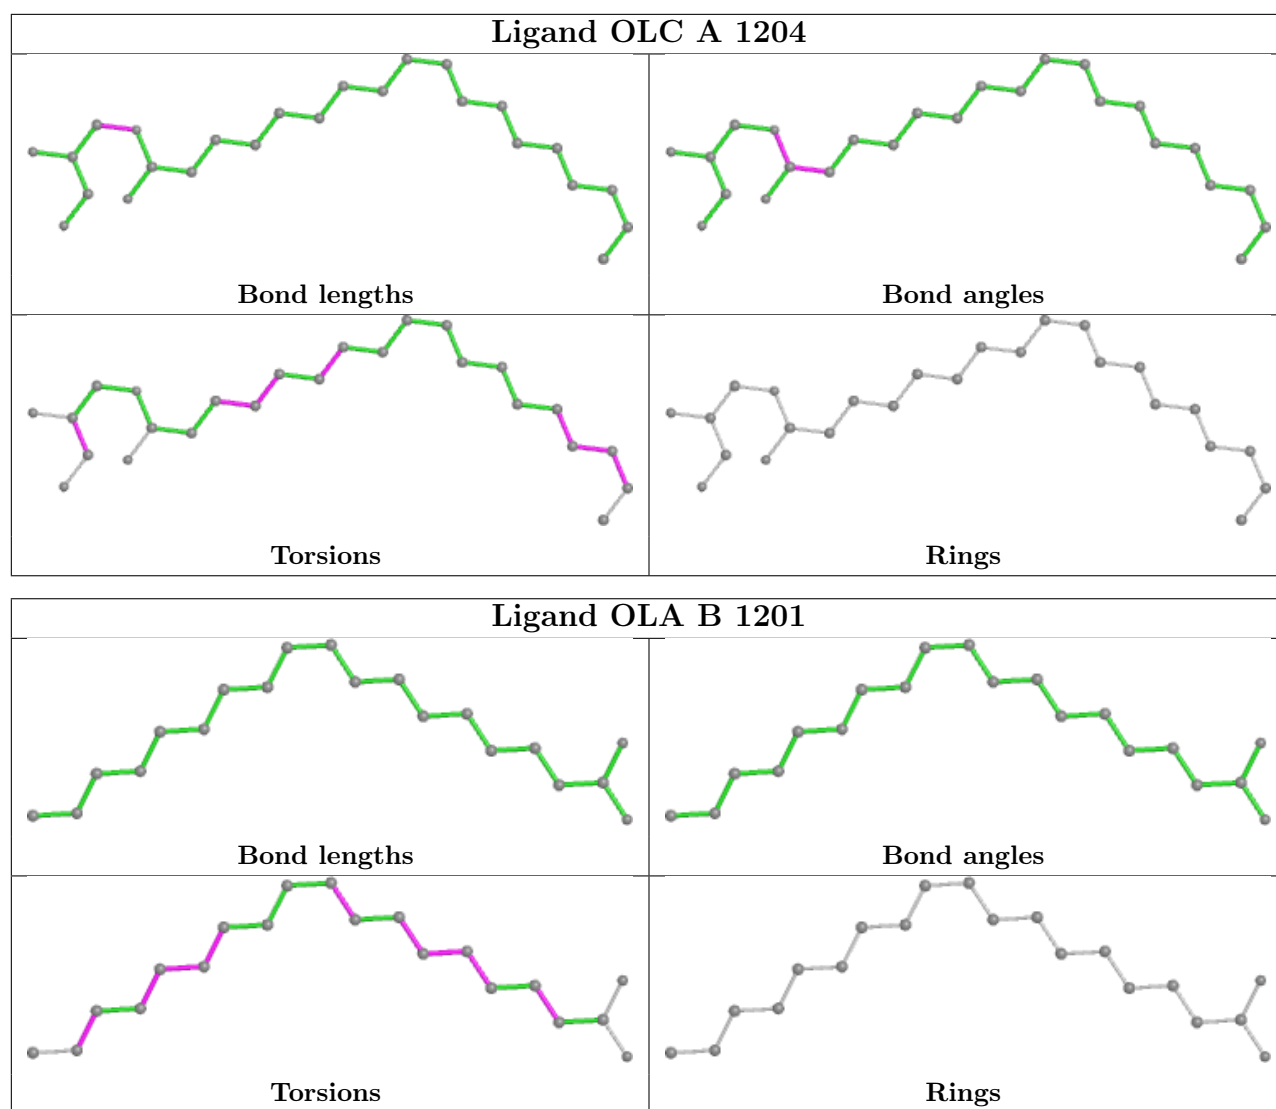 Ligand OLC A 1204
Bond lengths
Bond angles
Torsions
Rings
Ligand OLA B 1201
Bond lengths
Bond angles
Torsions
Rings